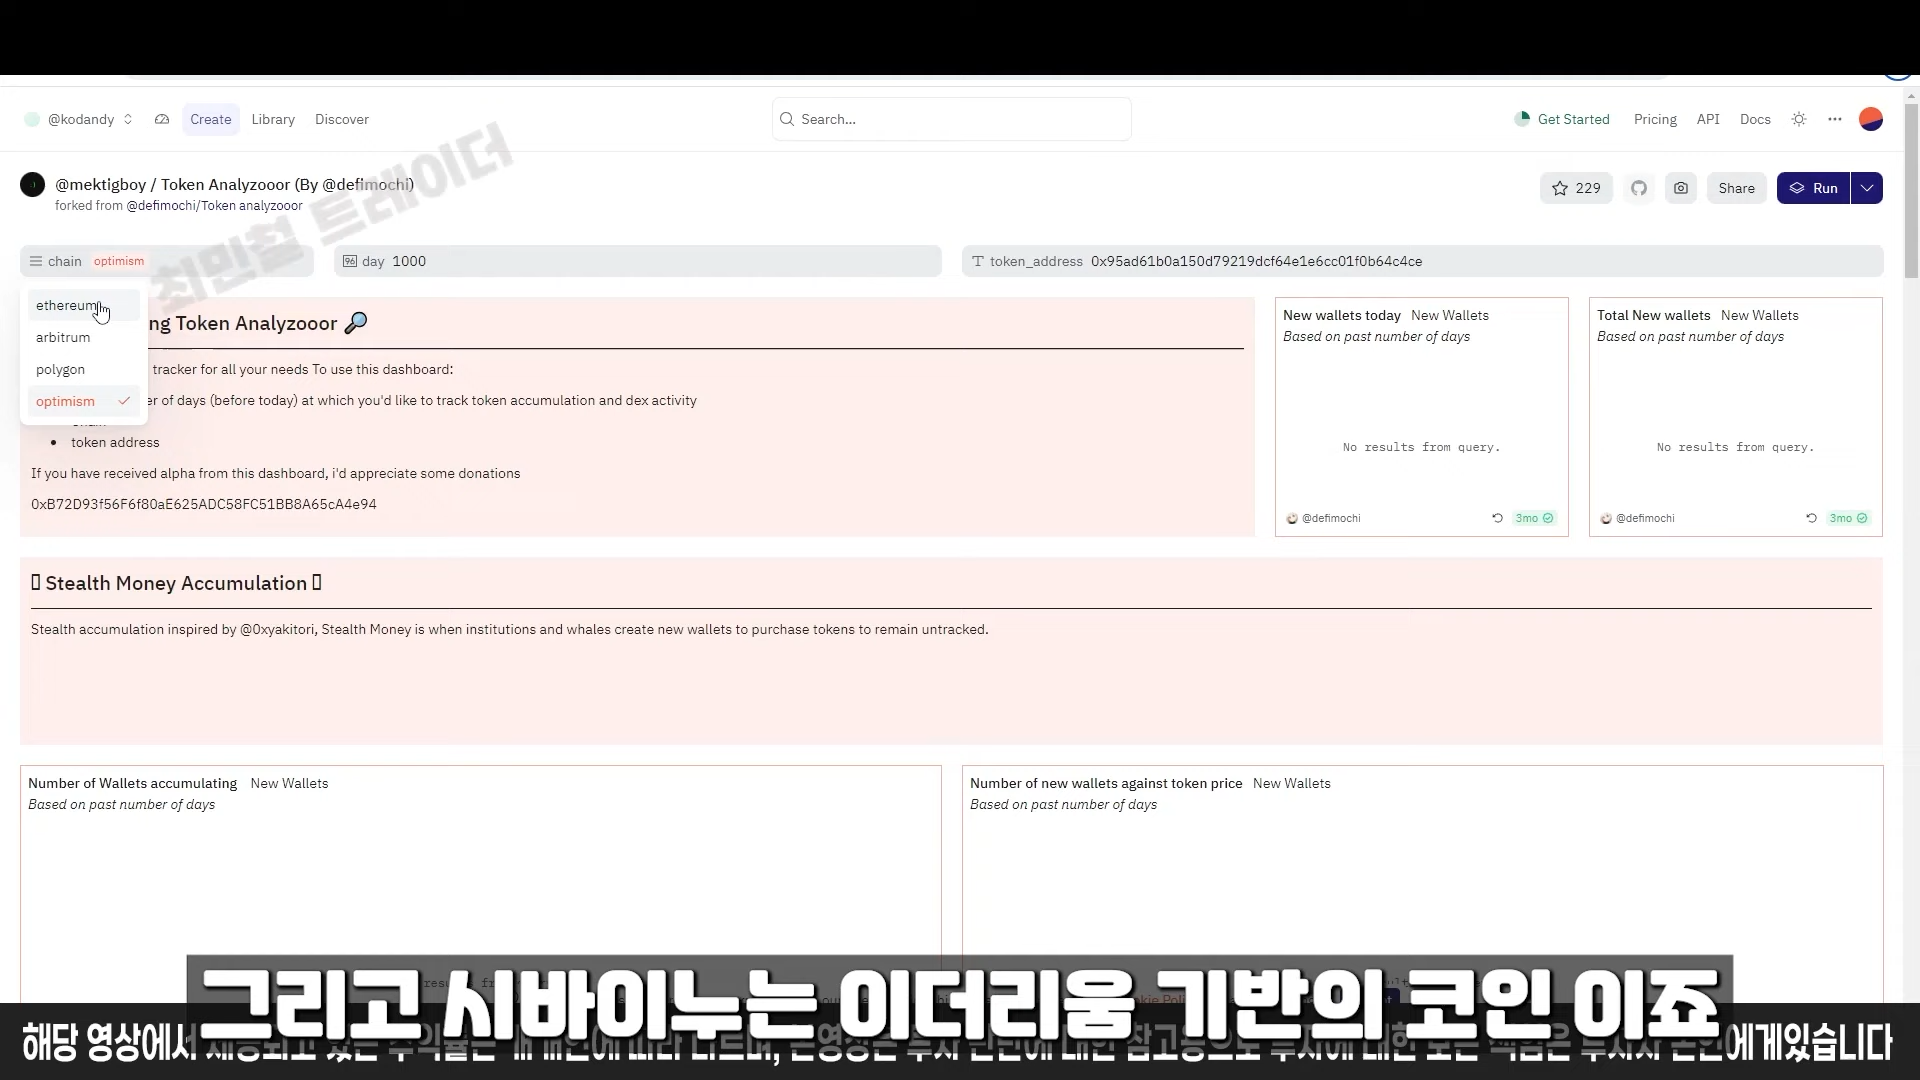 @kodandy
Create
Library
Discover
Search...
Get Started
Pricing
API
Docs
@mektigboy / Token Analyzooor (By @defimochi)
forked from @defimochi/Token analyzooor
229
Share
Run
chain optimism
day 1000
token_address 0x95ad61b0a150d79219dcf64e1e6cc01f0b64c4ce
최민철 트레이더
ethereum
arbitrum
polygon
optimism
ng Token Analyzooor
tracker for all your needs To use this dashboard:
er of days (before today) at which you'd like to track token accumulation and dex activity
token address
If you have received alpha from this dashboard, i'd appreciate some donations
0xB72D93f56F6f80aE625ADC58FC51BB8A65cA4e94
New wallets today New Wallets
Based on past number of days
No results from query.
@defimochi
3mo
Total New wallets New Wallets
Based on past number of days
No results from query.
@defimochi
3mo
Stealth Money Accumulation
Stealth accumulation inspired by @0xyakitori, Stealth Money is when institutions and whales create new wallets to purchase tokens to remain untracked.
Number of Wallets accumulating New Wallets
Based on past number of days
Number of new wallets against token price New Wallets
Based on past number of days
그리고 시바이누는 이더리움 기반의 코인 이죠
해당 영상에서 에게있습니다